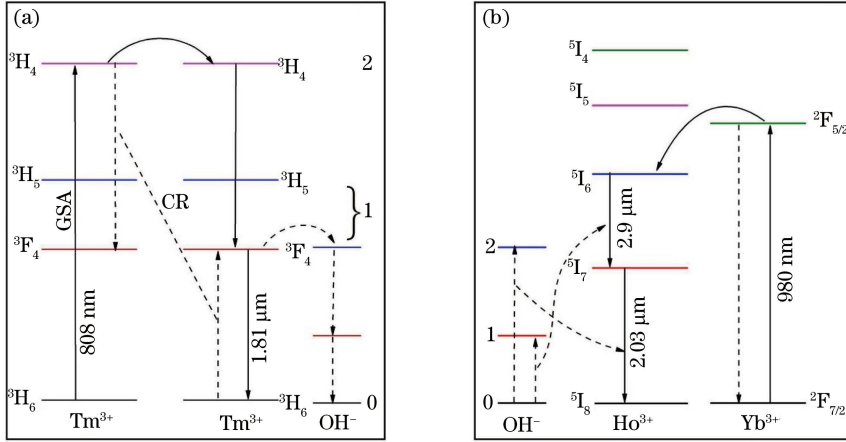 (a)
³H₄
³H₄
2
³H₅
³H₅
GSA
CR
1
³F₄
³F₄
808 nm
1.81 μm
³H₆
³H₆
0
Tm³⁺
Tm³⁺
OH⁻
(b)
⁵I₄
⁵I₅
²F₅/₂
⁵I₆
2.9 μm
2
⁵I₇
980 nm
1
2.03 μm
0
⁵I₈
²F₇/₂
OH⁻
Ho³⁺
Yb³⁺